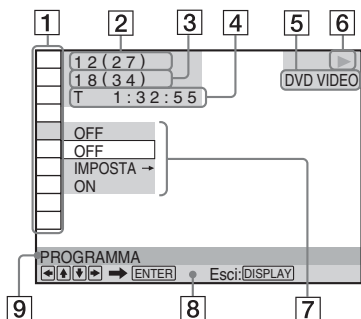 1 2 3 4 5 6
12(27)
18(34)
T 1:32:55
DVD VIDEO
OFF
OFF
IMPOSTA →
ON
PROGRAMMA
ENTER Esci: DISPLAY
9 8 7